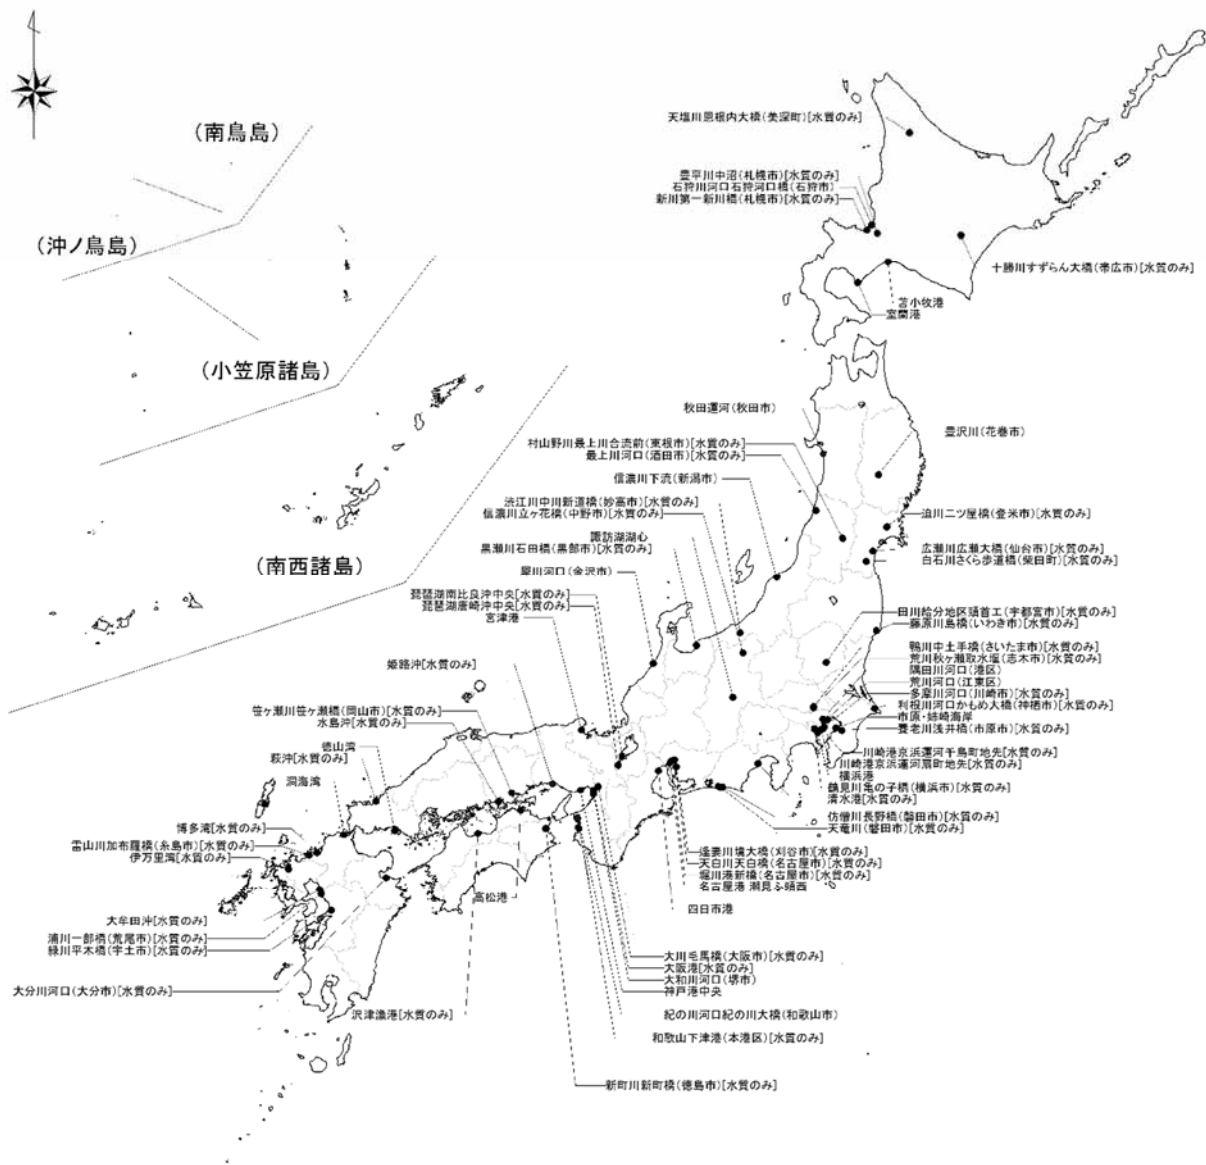 (南鳥島)
(沖ノ鳥島)
(小笠原諸島)
(南西諸島)
天塩川恩根内大橋(美深町)[水質のみ]
豊平川中沼(札幌市)[水質のみ]
石狩川河口石狩河口橋(石狩市)
新川第一新川橋(札幌市)[水質のみ]
十勝川すずらん大橋(帯広市)[水質のみ]
苫小牧港
室蘭港
秋田運河(秋田市)
豊沢川(花巻市)
村山野川最上川合流前(東根市)[水質のみ]
最上川河口(酒田市)[水質のみ]
信濃川下流(新潟市)
渋江川中川新道橋(妙高市)[水質のみ]
信濃川立ヶ花橋(中野市)[水質のみ]
迫川二ツ屋橋(登米市)[水質のみ]
諏訪湖湖心
黒瀬川石田橋(黒部市)[水質のみ]
広瀬川広瀬大橋(仙台市)[水質のみ]
白石川さくら歩道橋(柴田町)[水質のみ]
犀川河口(金沢市)
琵琶湖南比良沖中央[水質のみ]
琵琶湖唐崎沖中央[水質のみ]
宮津港
田川給分地区頭首工(宇都宮市)[水質のみ]
藤原川島橋(いわき市)[水質のみ]
鴨川中土手橋(さいたま市)[水質のみ]
荒川秋ヶ瀬取水堰(志木市)[水質のみ]
隅田川河口(港区)
荒川河口(江東区)
多摩川河口(川崎市)[水質のみ]
利根川河口かもめ大橋(神栖市)[水質のみ]
市原・姉崎海岸
養老川浅井橋(市原市)[水質のみ]
姫路沖[水質のみ]
笹ヶ瀬川笹ヶ瀬橋(岡山市)[水質のみ]
水島沖[水質のみ]
徳山湾
萩沖[水質のみ]
洞海湾
川崎港京浜運河千鳥町地先[水質のみ]
川崎港京浜運河扇町地先[水質のみ]
横浜港
鶴見川亀の子橋(横浜市)[水質のみ]
清水港[水質のみ]
仿僧川長野橋(磐田市)[水質のみ]
天竜川(磐田市)[水質のみ]
博多湾[水質のみ]
雷山川加布羅橋(糸島市)[水質のみ]
伊万里湾[水質のみ]
逢妻川境大橋(刈谷市)[水質のみ]
天白川天白橋(名古屋市)[水質のみ]
堀川港新橋(名古屋市)[水質のみ]
名古屋港 潮見ふ頭西
四日市港
高松港
大牟田沖[水質のみ]
浦川一部橋(荒尾市)[水質のみ]
緑川平木橋(宇土市)[水質のみ]
大川毛馬橋(大阪市)[水質のみ]
大阪港[水質のみ]
大和川河口(堺市)
神戸港中央
大分川河口(大分市)[水質のみ]
沢津漁港[水質のみ]
紀の川河口紀の川大橋(和歌山市)
和歌山下津港(本港区)[水質のみ]
新町川新町橋(徳島市)[水質のみ]